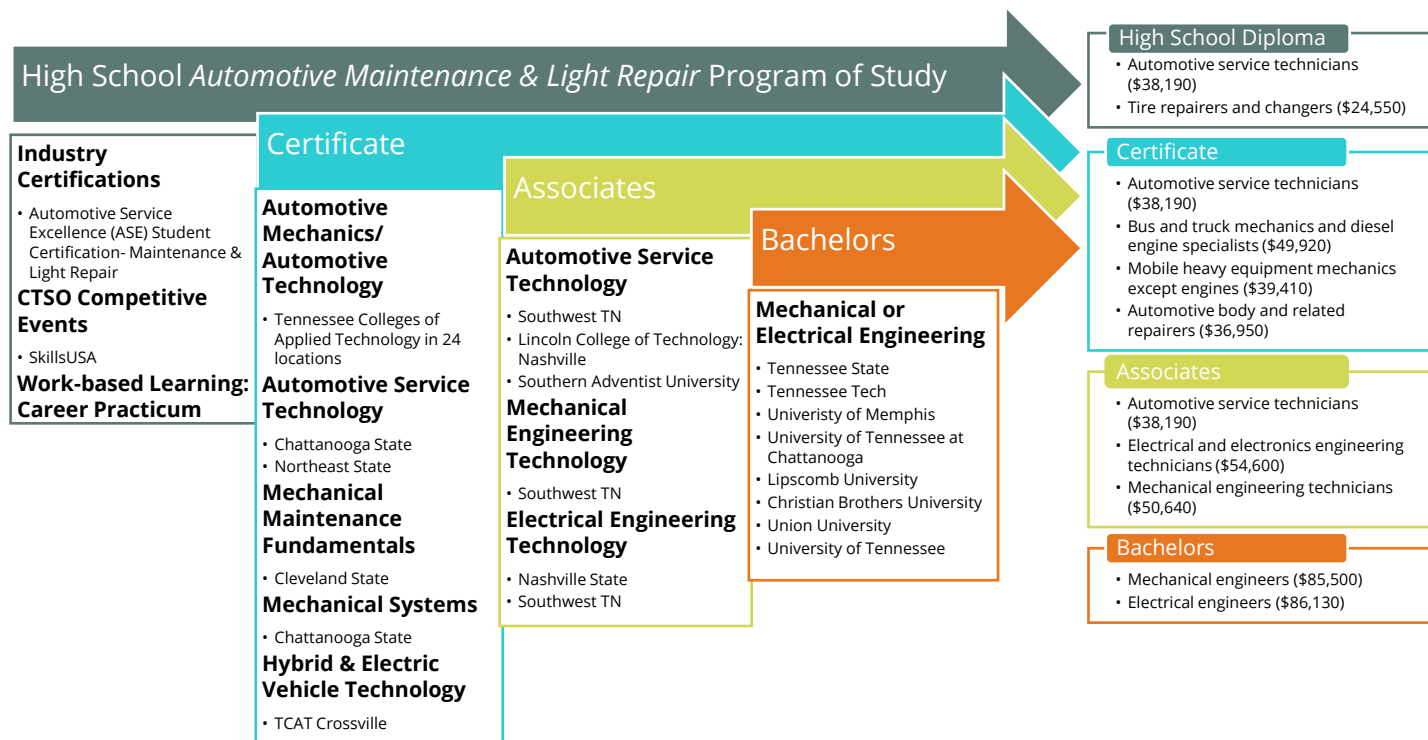 High School Automotive Maintenance & Light Repair Program of Study
Industry
Certifications
• Automotive Service
Excellence (ASE) Student
Certification- Maintenance &
Light Repair
CTSO Competitive
Events
• SkillsUSA
Work-based Learning:
Career Practicum
Certificate
Automotive
Mechanics/
Automotive
Technology
• Tennessee Colleges of
Applied Technology in 24
locations
Automotive Service
Technology
• Chattanooga State
• Northeast State
Mechanical
Maintenance
Fundamentals
• Cleveland State
Mechanical Systems
• Chattanooga State
Hybrid & Electric
Vehicle Technology
• TCAT Crossville
Associates
Automotive Service
Technology
• Southwest TN
• Lincoln College of Technology:
Nashville
• Southern Adventist University
Mechanical
Engineering
Technology
• Southwest TN
Electrical Engineering
Technology
• Nashville State
• Southwest TN
Bachelors
Mechanical or
Electrical Engineering
• Tennessee State
• Tennessee Tech
• Univeristy of Memphis
• University of Tennessee at
Chattanooga
• Lipscomb University
• Christian Brothers University
• Union University
• University of Tennessee
High School Diploma
• Automotive service technicians
($38,190)
• Tire repairers and changers ($24,550)
Certificate
• Automotive service technicians
($38,190)
• Bus and truck mechanics and diesel
engine specialists ($49,920)
• Mobile heavy equipment mechanics
except engines ($39,410)
• Automotive body and related
repairers ($36,950)
Associates
• Automotive service technicians
($38,190)
• Electrical and electronics engineering
technicians ($54,600)
• Mechanical engineering technicians
($50,640)
Bachelors
• Mechanical engineers ($85,500)
• Electrical engineers ($86,130)